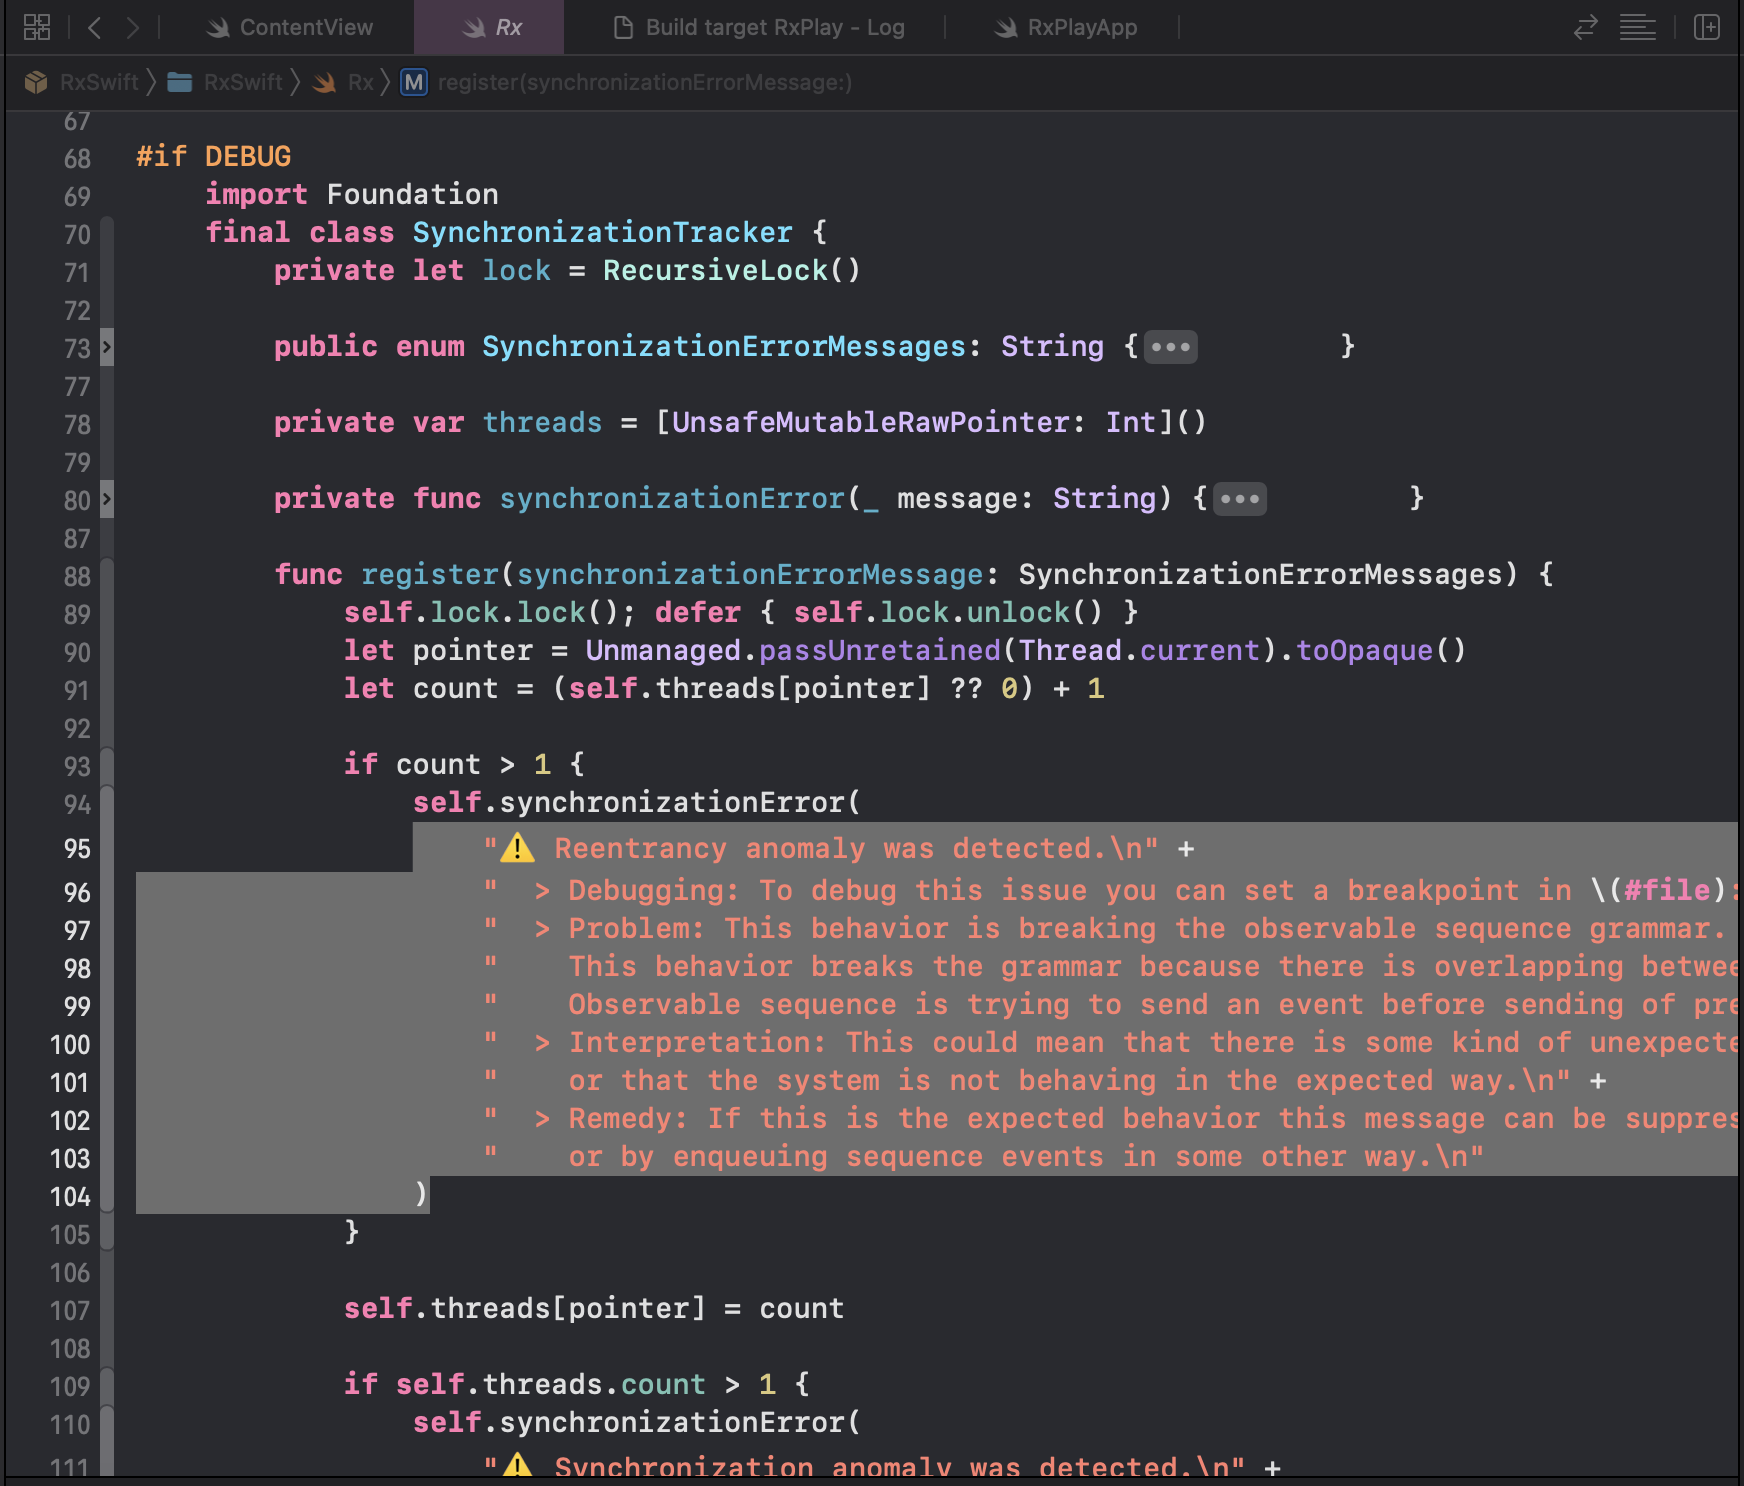 ContentView Rx Build target RxPlay - Log RxPlayApp
RxSwift RxSwift Rx M register(synchronizationErrorMessage:)
67
68 #if DEBUG
69 import Foundation
70 final class SynchronizationTracker {
71 private let lock = RecursiveLock()
72
73 public enum SynchronizationErrorMessages: String {••• }
77
78 private var threads = [UnsafeMutableRawPointer: Int]()
79
80 private func synchronizationError(_ message: String) {••• }
87
88 func register(synchronizationErrorMessage: SynchronizationErrorMessages) {
89 self.lock.lock(); defer { self.lock.unlock() }
90 let pointer = Unmanaged.passUnretained(Thread.current).toOpaque()
91 let count = (self.threads[pointer] ?? 0) + 1
92
93 if count > 1 {
94 self.synchronizationError(
95 "⚠️ Reentrancy anomaly was detected.\n" +
96 " > Debugging: To debug this issue you can set a breakpoint in \(#file):
97 " > Problem: This behavior is breaking the observable sequence grammar.
98 " This behavior breaks the grammar because there is overlapping betwee
99 " Observable sequence is trying to send an event before sending of pre
100 " > Interpretation: This could mean that there is some kind of unexpecte
101 " or that the system is not behaving in the expected way.\n" +
102 " > Remedy: If this is the expected behavior this message can be suppres
103 " or by enqueuing sequence events in some other way.\n"
104 )
105 }
106
107 self.threads[pointer] = count
108
109 if self.threads.count > 1 {
110 self.synchronizationError(
111 "⚠️ Synchronization anomaly was detected.\n" +